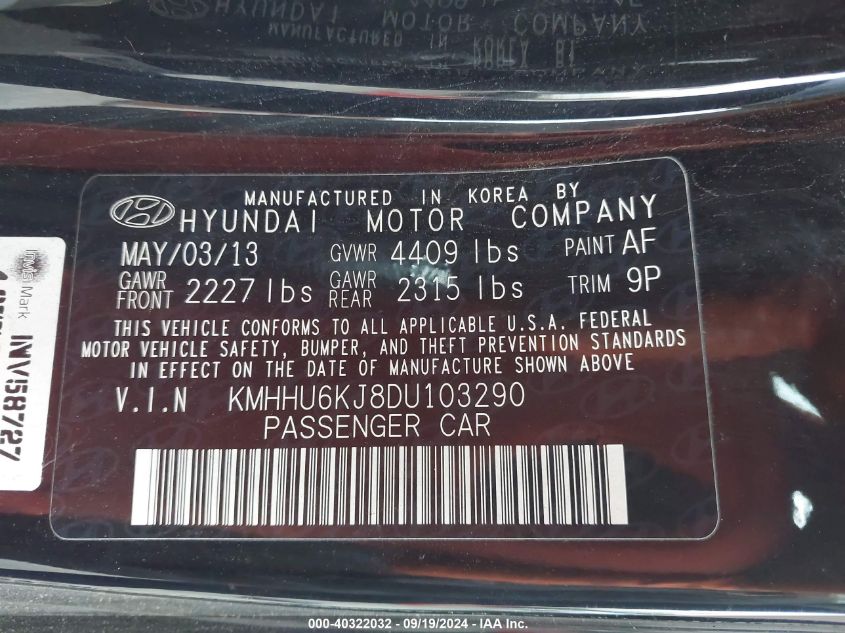 MANUFACTURED IN KOREA BY
HYUNDAI MOTOR COMPANY
MAY/03/13 GVWR 4409 lbs PAINT AF
GAWR FRONT 2227 lbs GAWR REAR 2315 lbs TRIM 9P
THIS VEHICLE CONFORMS TO ALL APPLICABLE U.S.A. FEDERAL
MOTOR VEHICLE SAFETY, BUMPER, AND THEFT PREVENTION STANDARDS
IN EFFECT ON THE DATE OF MANUFACTURE SHOWN ABOVE.
V.I.N KMHHU6KJ8DU103290
PASSENGER CAR
Mark
INV58727
000-40322032 - 09/19/2024 - IAA Inc.